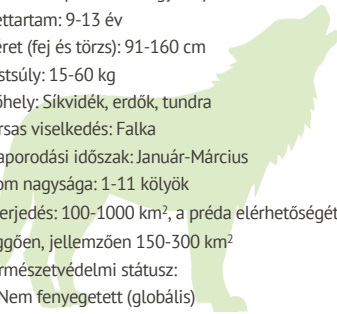 ettartam: 9-13 év
éret (fej és törzs): 91-160 cm
stsúly: 15-60 kg
őhely: Síkvidék, erdők, tundra
rsas viselkedés: Falka
aporodási időszak: Január-Március
om nagysága: 1-11 kölyök
erjedés: 100-1000 km², a préda elérhetőségét
ggően, jellemzően 150-300 km²
rmészetvédelmi státusz:
Nem fenyegetett (globális)